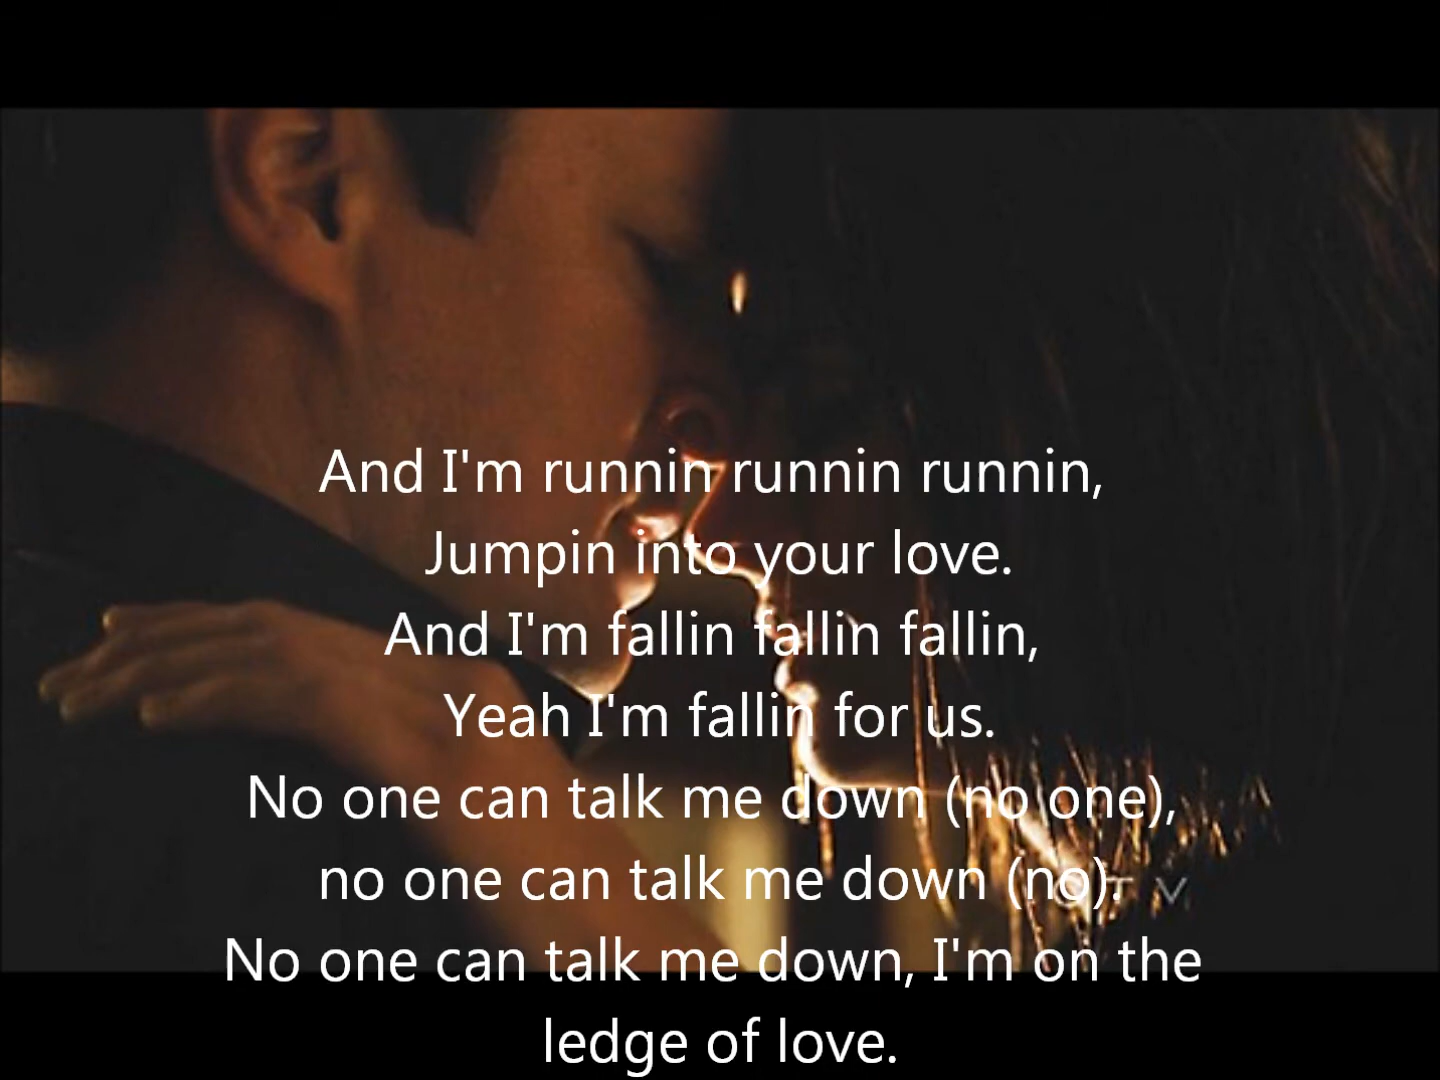 And I'm runnin runnin runnin,
Jumpin into your love.
And I'm fallin fallin fallin,
Yeah I'm fallin for us.
No one can talk me down (no one),
no one can talk me down (no).
No one can talk me down, I'm on the
ledge of love.